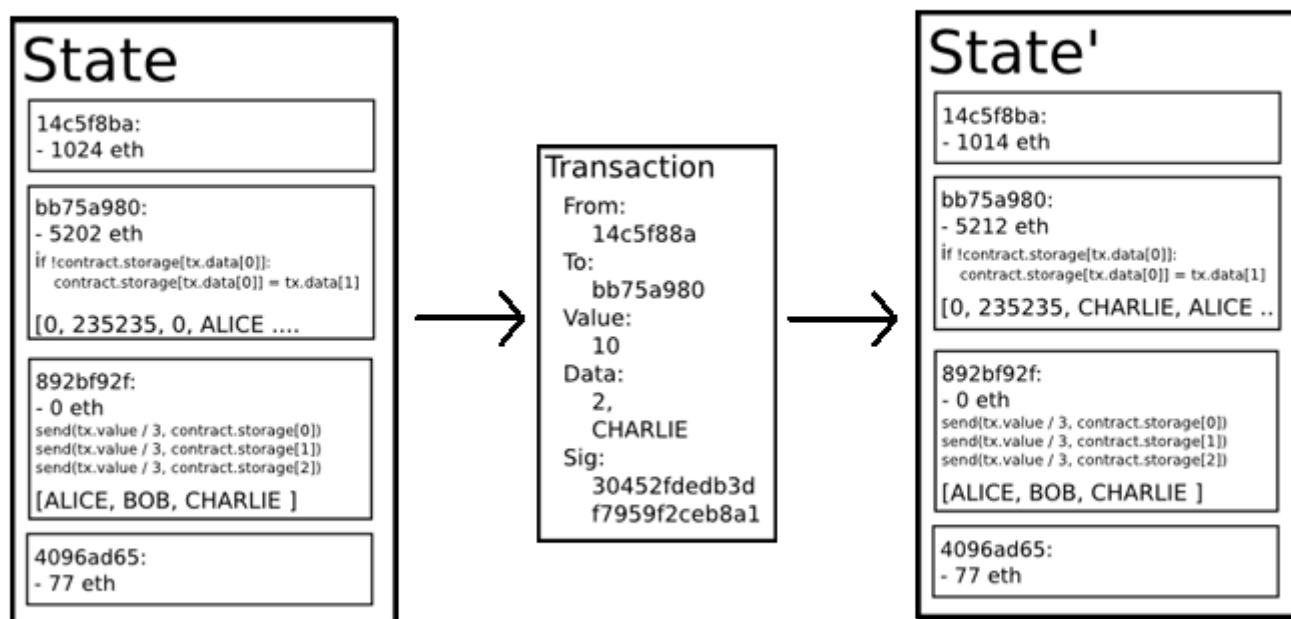 State
14c5f8ba:
- 1024 eth
bb75a980:
- 5202 eth
if !contract.storage[tx.data[0]]:
contract.storage[tx.data[0]] = tx.data[1]
[0, 235235, 0, ALICE ....
892bf92f:
- 0 eth
send(tx.value / 3, contract.storage[0])
send(tx.value / 3, contract.storage[1])
send(tx.value / 3, contract.storage[2])
[ALICE, BOB, CHARLIE ]
4096ad65:
- 77 eth
Transaction
From:
14c5f88a
To:
bb75a980
Value:
10
Data:
2,
CHARLIE
Sig:
30452fdedb3d
f7959f2ceb8a1
State'
14c5f8ba:
- 1014 eth
bb75a980:
- 5212 eth
if !contract.storage[tx.data[0]]:
contract.storage[tx.data[0]] = tx.data[1]
[0, 235235, CHARLIE, ALICE ..
892bf92f:
- 0 eth
send(tx.value / 3, contract.storage[0])
send(tx.value / 3, contract.storage[1])
send(tx.value / 3, contract.storage[2])
[ALICE, BOB, CHARLIE ]
4096ad65:
- 77 eth